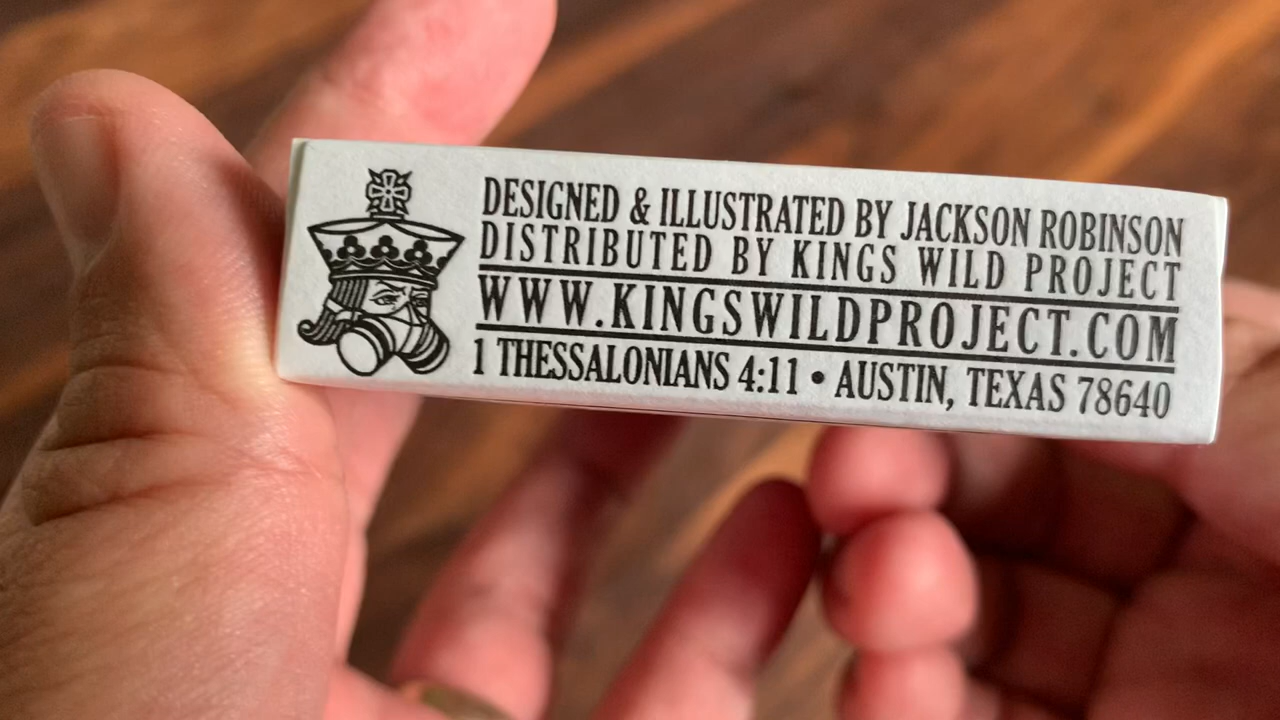 DESIGNED & ILLUSTRATED BY JACKSON ROBINSON
DISTRIBUTED BY KINGS WILD PROJECT
WWW.KINGSWILDPROJECT.COM
1 THESSALONIANS 4:11 • AUSTIN, TEXAS 78640